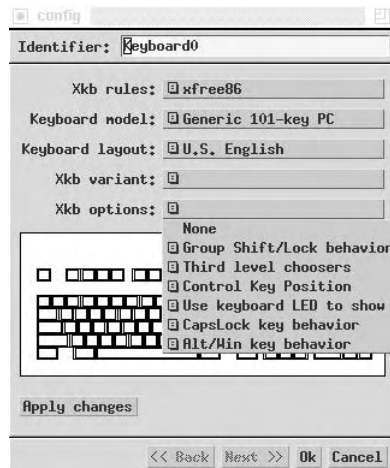 config
Identifier: Keyboard0
Xkb rules: xfree86
Keyboard model: Generic 101-key PC
Keyboard layout: U.S. English
Xkb variant:
Xkb options:
None
Group Shift/Lock behavior
Third level choosers
Control Key Position
Use keyboard LED to show
CapsLock key behavior
Alt/Win key behavior
Apply changes
<< Back Next >> Ok Cancel